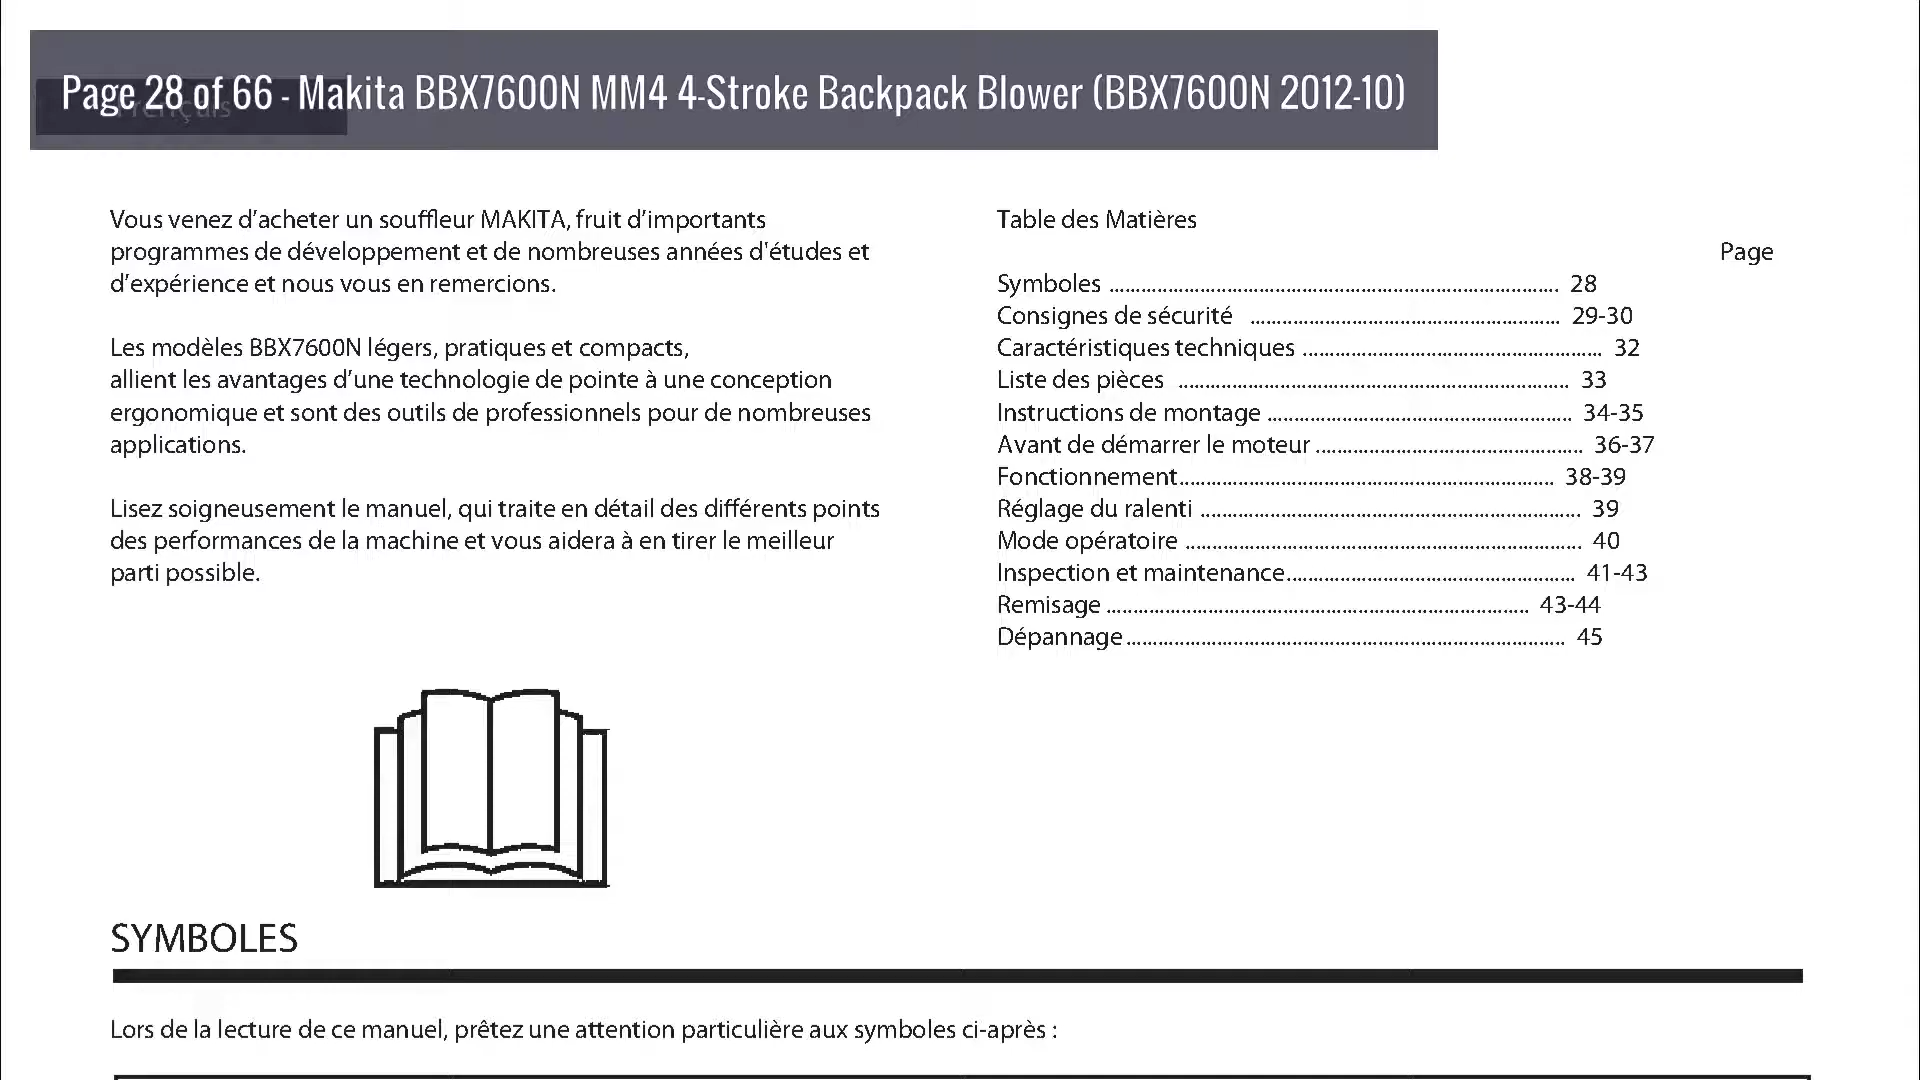 Page 28 of 66 - Makita BBX7600N MM4 4-Stroke Backpack Blower (BBX7600N 2012-10)
Français
Vous venez d’acheter un souffleur MAKITA, fruit d’importants
programmes de développement et de nombreuses années d'études et
d’expérience et nous vous en remercions.
Les modèles BBX7600N légers, pratiques et compacts,
allient les avantages d’une technologie de pointe à une conception
ergonomique et sont des outils de professionnels pour de nombreuses
applications.
Lisez soigneusement le manuel, qui traite en détail des différents points
des performances de la machine et vous aidera à en tirer le meilleur
parti possible.
Table des Matières
Page
Symboles ........................................ 28
Consignes de sécurité ........................................ 29-30
Caractéristiques techniques ........................................ 32
Liste des pièces ........................................ 33
Instructions de montage ........................................ 34-35
Avant de démarrer le moteur ........................................ 36-37
Fonctionnement ........................................ 38-39
Réglage du ralenti ........................................ 39
Mode opératoire ........................................ 40
Inspection et maintenance ........................................ 41-43
Remisage ........................................ 43-44
Dépannage ........................................ 45
SYMBOLES
Lors de la lecture de ce manuel, prêtez une attention particulière aux symboles ci-après :